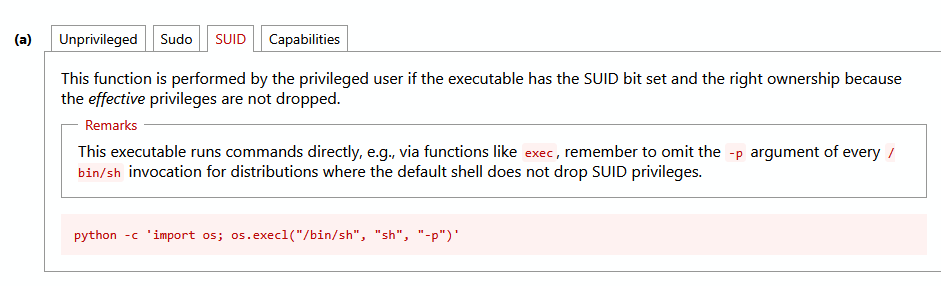 (a) Unprivileged Sudo SUID Capabilities
This function is performed by the privileged user if the executable has the SUID bit set and the right ownership because
the effective privileges are not dropped.
Remarks
This executable runs commands directly, e.g., via functions like exec, remember to omit the -p argument of every /
bin/sh invocation for distributions where the default shell does not drop SUID privileges.
python -c 'import os; os.execl("/bin/sh", "sh", "-p")'